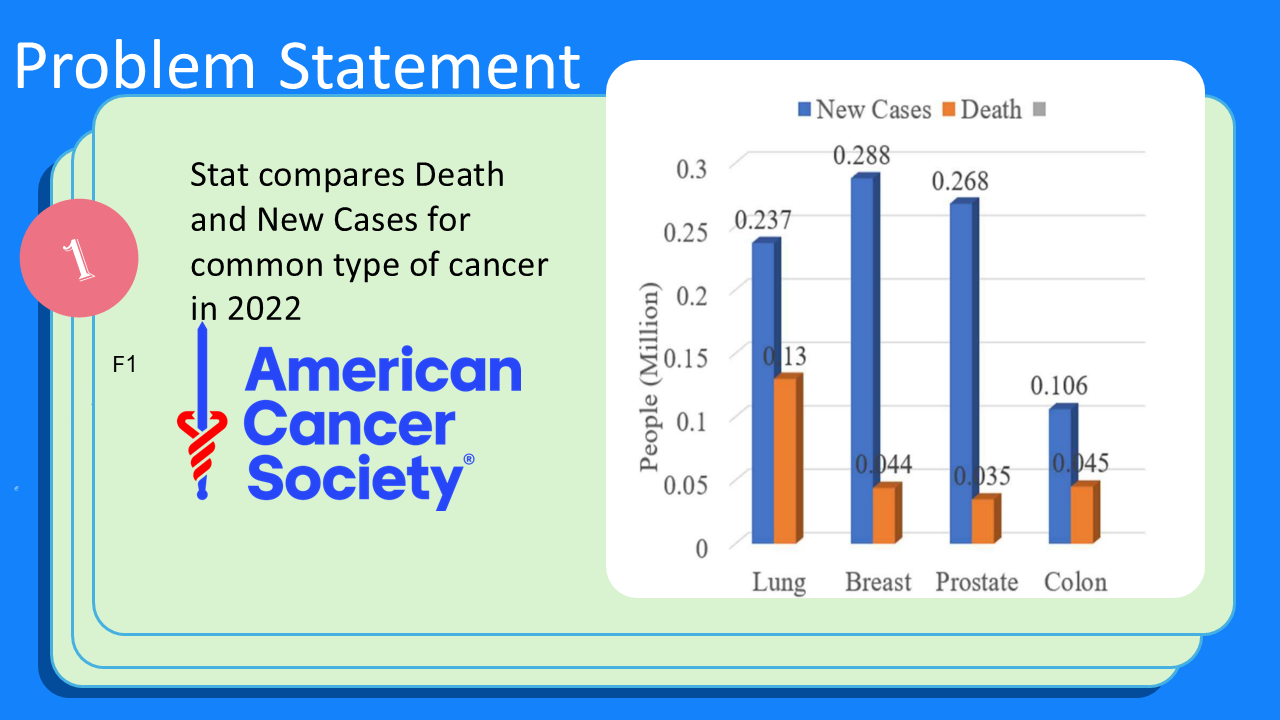 Problem Statement
1
Stat compares Death
and New Cases for
common type of cancer
in 2022
F1
American
Cancer
Society®
New Cases Death
0.3
0.25
0.2
0.15
0.1
0.05
0
People (Million)
0.237
0.13
0.288
0.044
0.268
0.035
0.106
0.045
Lung Breast Prostate Colon